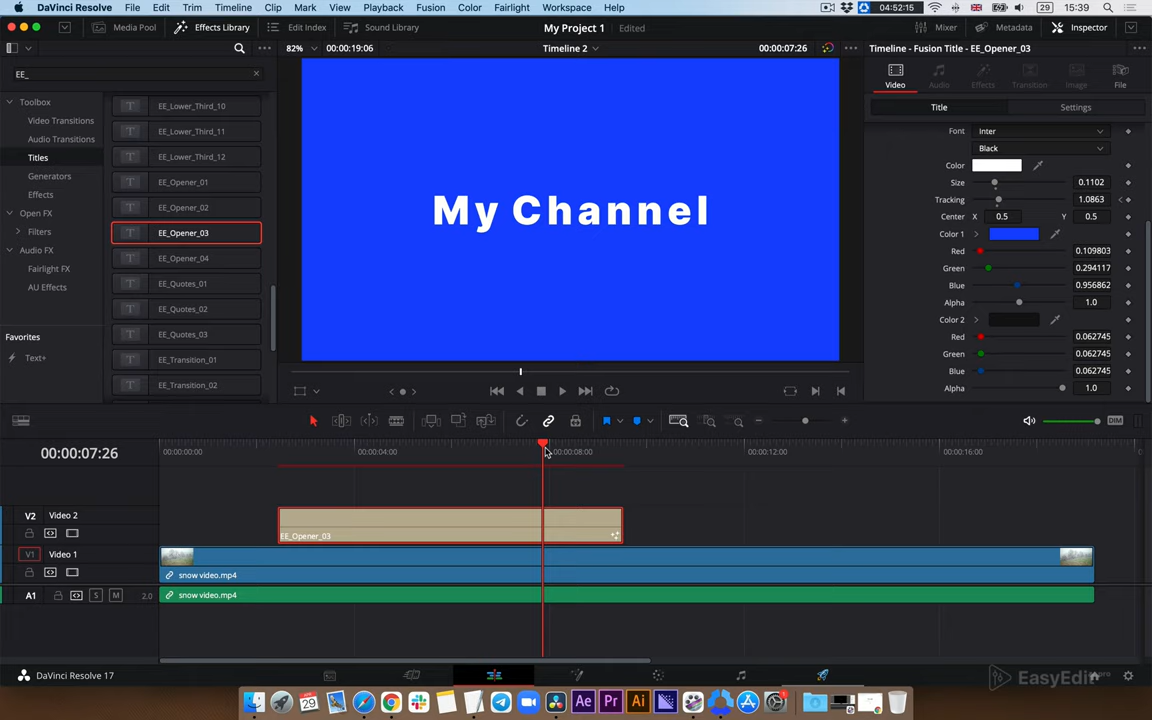 DaVinci Resolve File Edit Trim Timeline Clip Mark View Playback Fusion Color Fairlight Workspace Help 04:52:15 29 15:39
Media Pool Effects Library Edit Index Sound Library My Project 1 Edited Mixer Metadata Inspector
82% 00:00:19:06 Timeline 2 00:00:07:26 Timeline - Fusion Title - EE_Opener_03
EE_
Video Audio Effects Transition Image File
Title Settings
Toolbox
Video Transitions
Audio Transitions
Titles
Generators
Effects
Open FX
Filters
Audio FX
Fairlight FX
AU Effects
Favorites
Text+
EE_Lower_Third_10
EE_Lower_Third_11
EE_Lower_Third_12
EE_Opener_01
EE_Opener_02
EE_Opener_03
EE_Opener_04
EE_Quotes_01
EE_Quotes_02
EE_Quotes_03
EE_Transition_01
EE_Transition_02
My Channel
Font Inter
Black
Color
Size 0.1102
Tracking 1.0863
Center X 0.5 Y 0.5
Color 1
Red 0.109803
Green 0.294117
Blue 0.956862
Alpha 1.0
Color 2
Red 0.062745
Green 0.062745
Blue 0.062745
Alpha 1.0
DIM
00:00:07:26
00:00:00:00 00:00:04:00 00:00:08:00 00:00:12:00 00:00:16:00
V2 Video 2
EE_Opener_03
V1 Video 1
snow video.mp4
A1 S M 2.0 snow video.mp4
DaVinci Resolve 17
EasyEdit
29 Ae Pr Ai